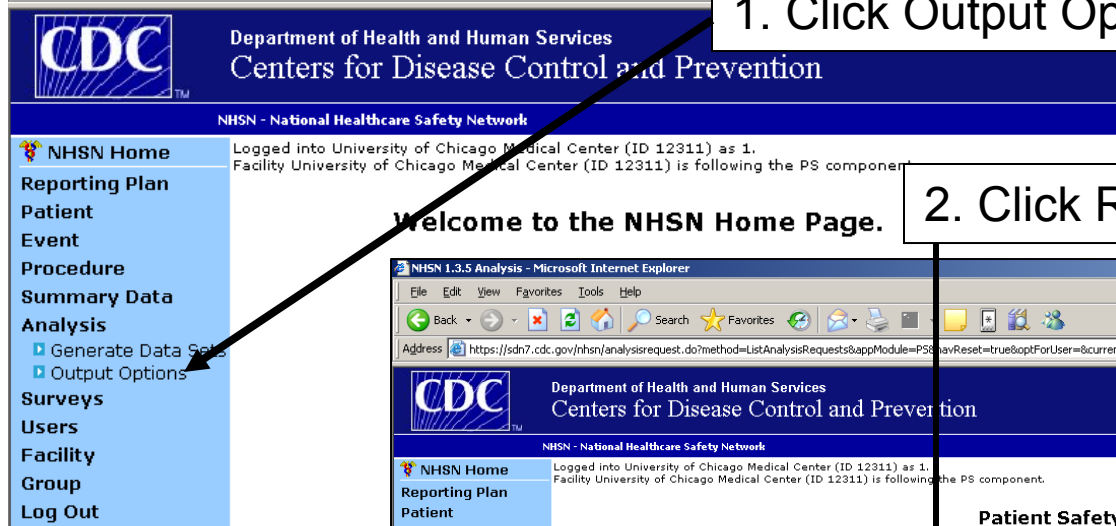 1. Click Output Op
CDC
TM
Department of Health and Human Services
Centers for Disease Control and Prevention
NHSN - National Healthcare Safety Network
NHSN Home
Reporting Plan
Patient
Event
Procedure
Summary Data
Analysis
Generate Data Sets
Output Options
Surveys
Users
Facility
Group
Log Out
Logged into University of Chicago Medical Center (ID 12311) as 1.
Facility University of Chicago Medical Center (ID 12311) is following the PS component
2. Click R
Welcome to the NHSN Home Page.
NHSN 1.3.5 Analysis - Microsoft Internet Explorer
File Edit View Favorites Tools Help
Back Search Favorites
Address https://sdn7.cdc.gov/nhsn/analysisrequest.do?method=ListAnalysisRequests&appModule=PS&navReset=true&optForUser=&curren
CDC
TM
Department of Health and Human Services
Centers for Disease Control and Prevention
NHSN - National Healthcare Safety Network
NHSN Home
Reporting Plan
Patient
Logged into University of Chicago Medical Center (ID 12311) as 1.
Facility University of Chicago Medical Center (ID 12311) is following the PS component.
Patient Safety